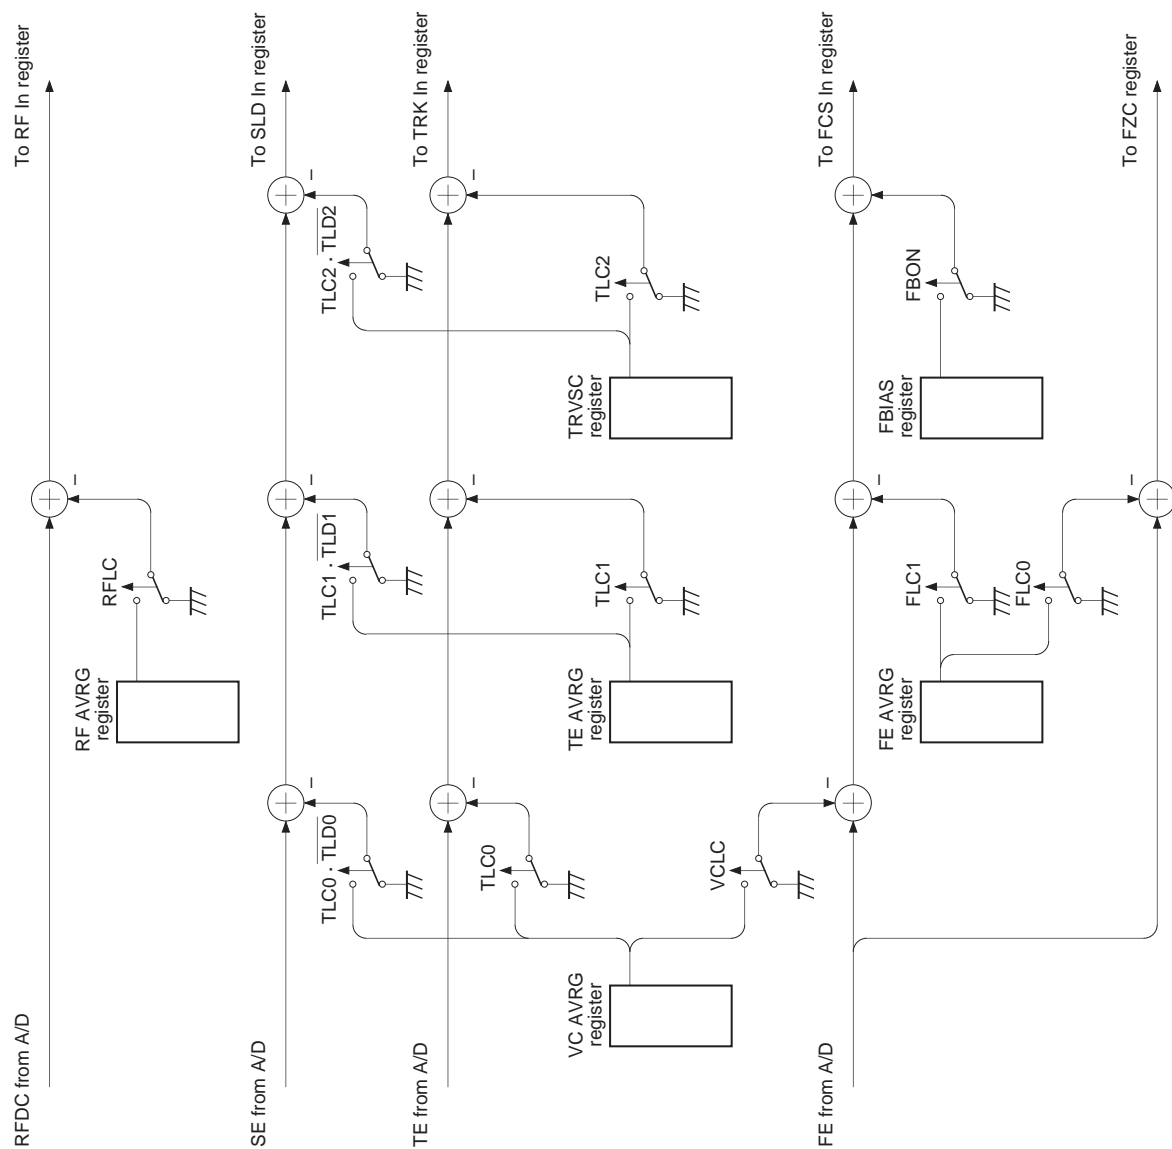 RFDC from A/D
RF AVRG
register
RFLC
–
To RF In register
SE from A/D
TLC0 · TLD0
–
TLC1 · TLD1
–
TLC2 · TLD2
–
To SLD In register
TE from A/D
TLC0
–
TLC1
–
TLC2
–
To TRK In register
VC AVRG
register
TE AVRG
register
TRVSC
register
VCLC
–
FE from A/D
FE AVRG
register
FLC1
–
FLC0
–
FBIAS
register
FBON
To FCS In register
To FZC register